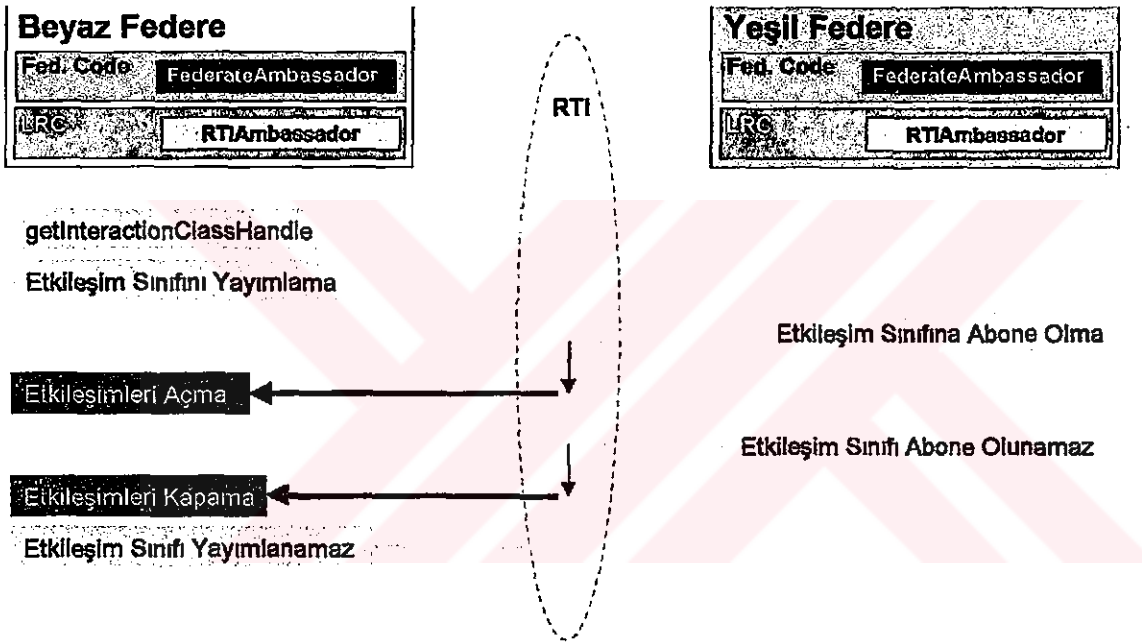 Beyaz Federe
Fed. Code
FederateAmbassador
LRC
RTIAmbassador
RTI
Yeşil Federe
Fed. Code
FederateAmbassador
LRC
RTIAmbassador
getInteractionClassHandle
Etkileşim Sınıfını Yayımlama
Etkileşim Sınıfına Abone Olma
Etkileşimleri Açma
Etkileşim Sınıfı Abone Olunamaz
Etkileşimleri Kapama
Etkileşim Sınıfı Yayımlanamaz